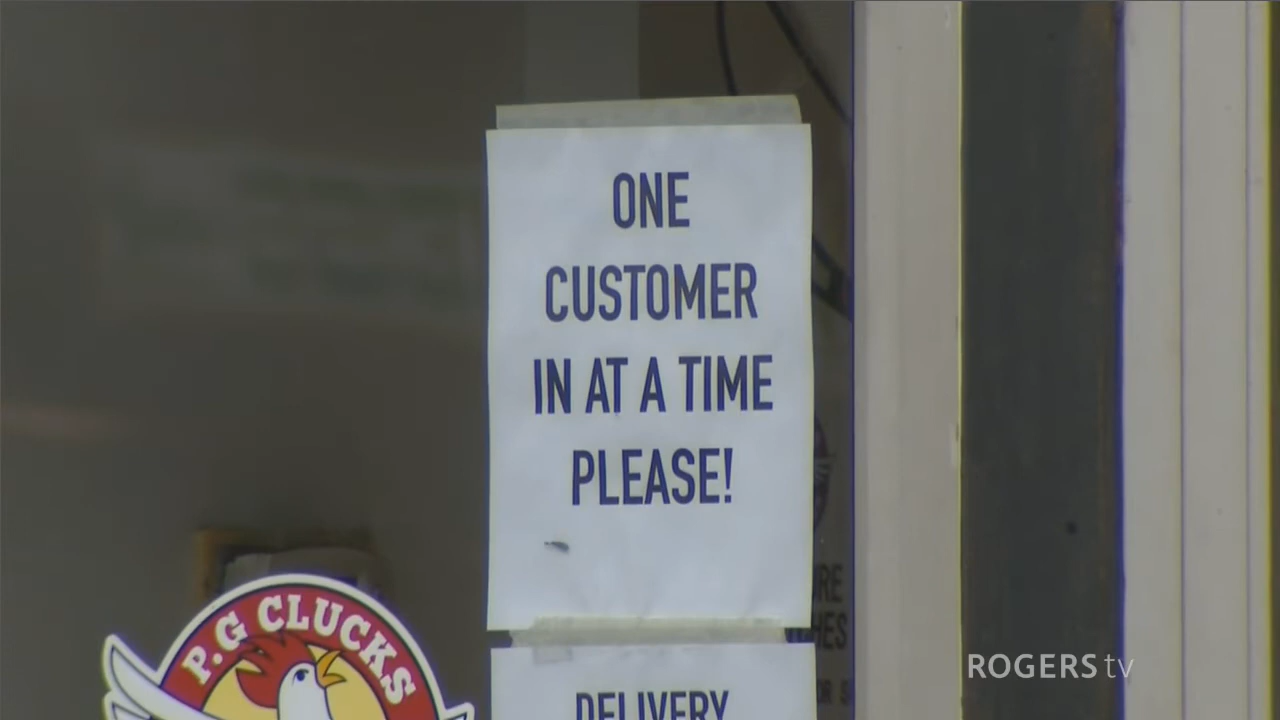 ONE
CUSTOMER
IN AT A TIME
PLEASE!
P.G CLUCKS
DELIVERY
ROGERS tv